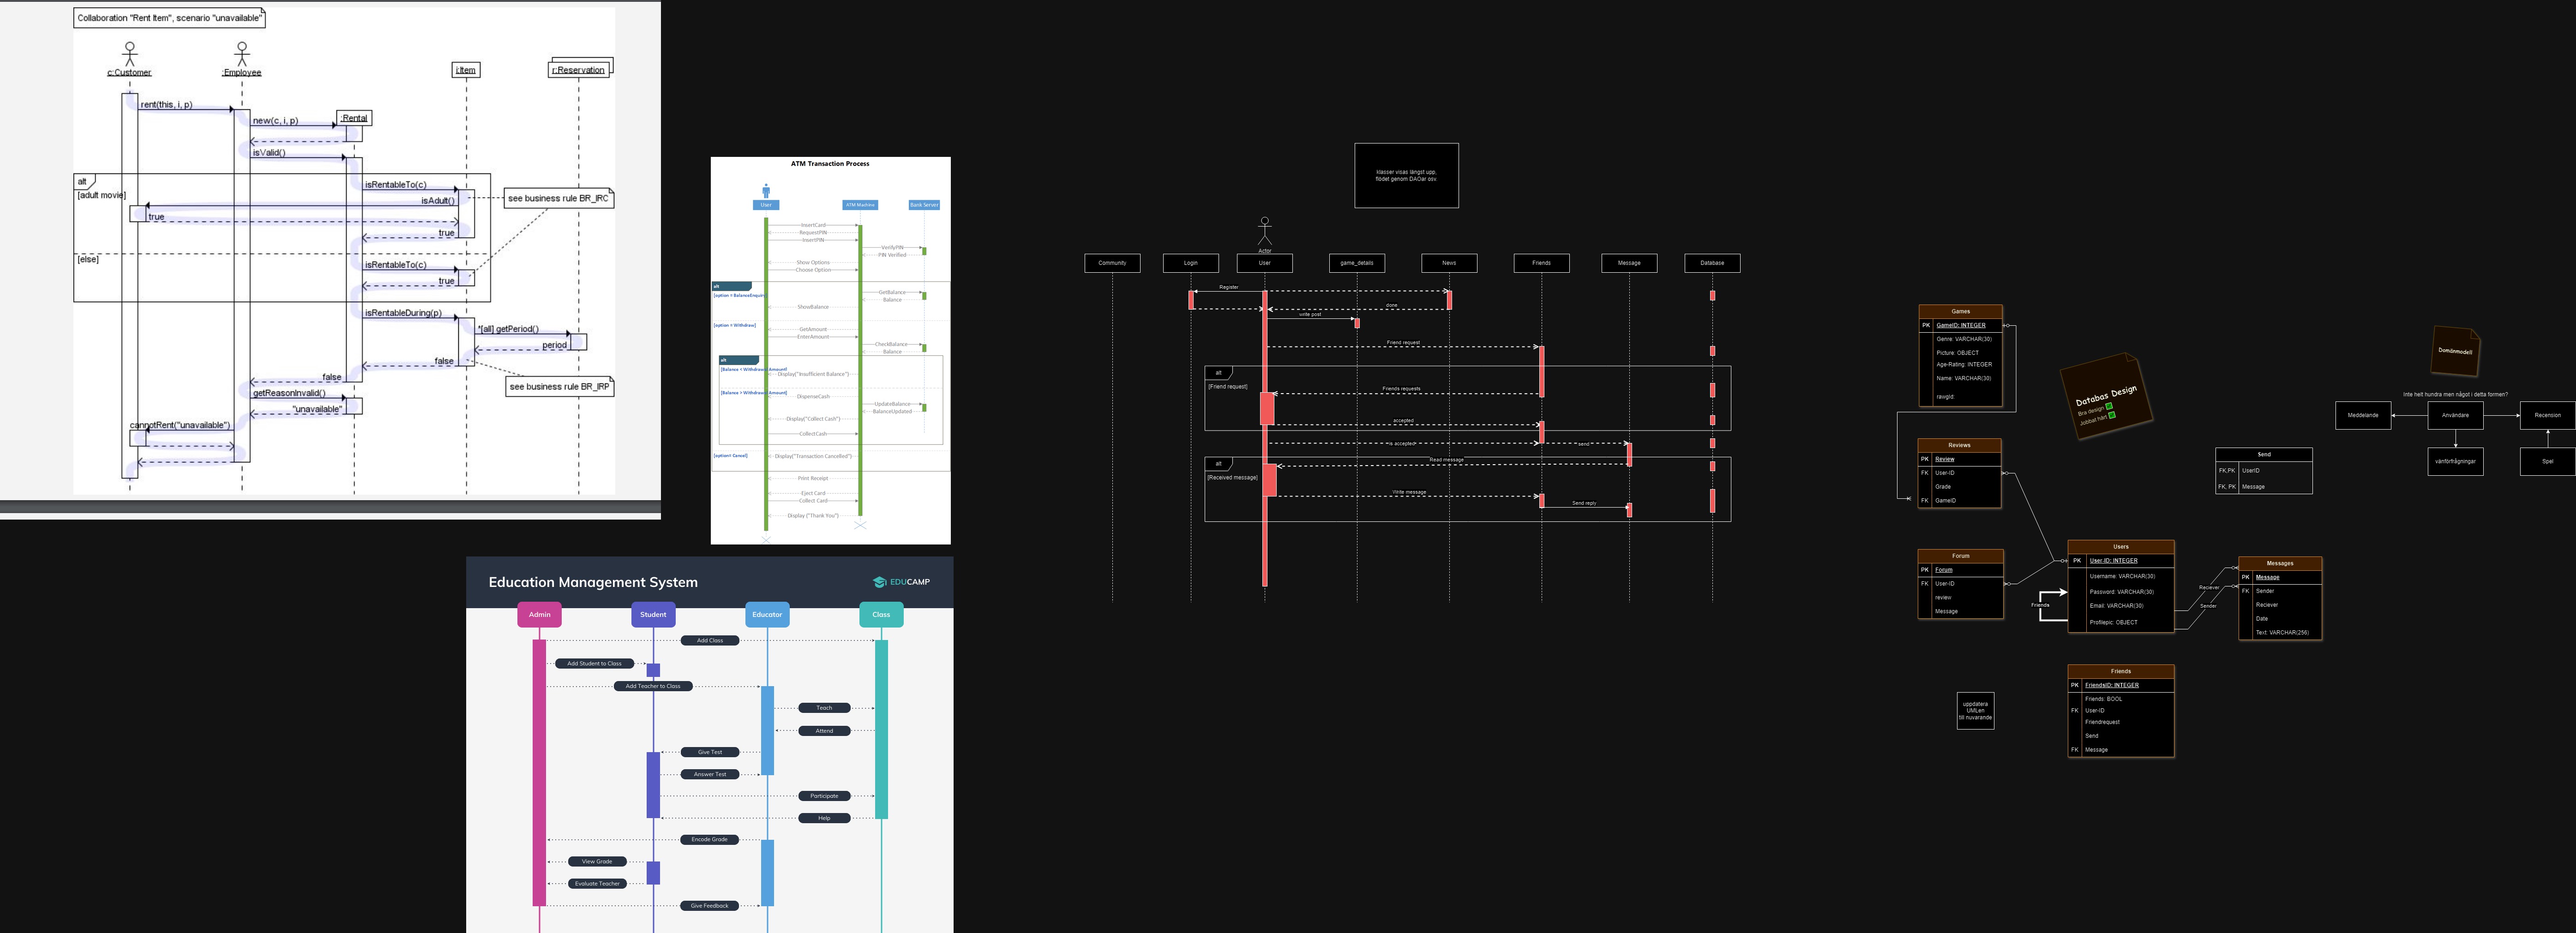 Collaboration "Rent Item", scenario "unavailable"
c:Customer
:Employee
i:Item
r:Reservation
rent(this, i, p)
:Rental
new(c, i, p)
isValid()
alt
[adult movie]
isRentableTo(c)
see business rule BR_IRC
isAdult()
true
true
[else]
isRentableTo(c)
true
isRentableDuring(p)
*[all] getPeriod()
period
false
see business rule BR_IRP
false
getReasonInvalid()
"unavailable"
cannotRent("unavailable")
ATM Transaction Process
User
ATM Machine
Bank Server
InsertCard
RequestPIN
InsertPIN
VerifyPIN
PIN Verified
Show Options
Choose Option
alt
[option = BalanceEnquiry]
GetBalance
Balance
ShowBalance
[option = Withdraw]
GetAmount
EnterAmount
CheckBalance
Balance
alt
[Balance < Withdraw Amount]
Display("Insufficient Balance")
[Balance > Withdraw Amount]
DispenseCash
UpdateBalance
BalanceUpdated
Display("Collect Cash")
CollectCash
[option= Cancel]
Display("Transaction Cancelled")
Print Receipt
Eject Card
Collect Card
Display ("Thank You")
Education Management System
EDUCAMP
Admin
Student
Educator
Class
Add Class
Add Student to Class
Add Teacher to Class
Teach
Attend
Give Test
Answer Test
Participate
Help
Encode Grade
View Grade
Evaluate Teacher
Give Feedback
klasser visas längst upp,
flödet genom DAOar osv.
Actor
Community
Login
User
game_details
News
Friends
Message
Database
Register
done
write post
Friend request
alt
[Friend request]
Friends requests
accepted
Is accepted
send
alt
[Received message]
Read message
Write message
Send reply
Games
PK
GameID: INTEGER
Genre: VARCHAR(30)
Picture: OBJECT
Age-Rating: INTEGER
Name: VARCHAR(30)
rawgId:
Reviews
PK
Review
FK
User-ID
Grade
FK
GameID
Forum
PK
Forum
FK
User-ID
review
Message
Databas Design
Bra design
Jobbat hårt
Users
PK
User-ID: INTEGER
Username: VARCHAR(30)
Password: VARCHAR(30)
Email: VARCHAR(30)
Profilepic: OBJECT
Friends
Reciever
Sender
Messages
PK
Message
FK
Sender
Reciever
Date
Text: VARCHAR(256)
Friends
PK
FriendsID: INTEGER
Friends: BOOL
FK
User-ID
Friendrequest
Send
FK
Message
uppdatera
UMLen
till nuvarande
Send
FK,PK
UserID
FK, PK
Message
Domänmodell
Inte helt hundra men något i detta formen?
Meddelande
Användare
Recension
vänförfrågningar
Spel